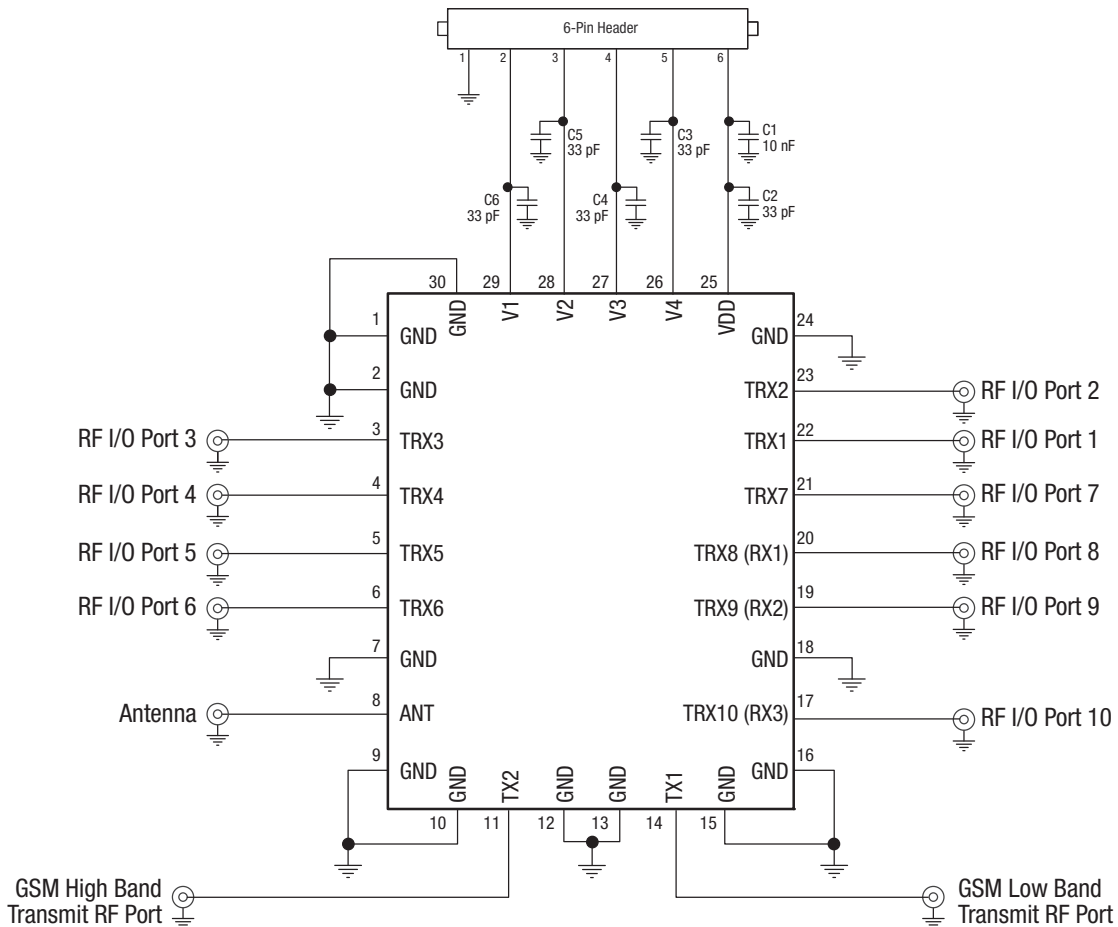 6-Pin Header
1 2 3 4 5 6
C5
33 pF
C3
33 pF
C1
10 nF
C6
33 pF
C4
33 pF
C2
33 pF
30 29 28 27 26 25
GND V1 V2 V3 V4 VDD
1 GND
2 GND
RF I/O Port 3 3 TRX3
RF I/O Port 4 4 TRX4
RF I/O Port 5 5 TRX5
RF I/O Port 6 6 TRX6
7 GND
Antenna 8 ANT
9 GND
GND 24
TRX2 23 RF I/O Port 2
TRX1 22 RF I/O Port 1
TRX7 21 RF I/O Port 7
TRX8 (RX1) 20 RF I/O Port 8
TRX9 (RX2) 19 RF I/O Port 9
GND 18
TRX10 (RX3) 17 RF I/O Port 10
GND 16
GND TX2 GND GND TX1 GND
10 11 12 13 14 15
GSM High Band
Transmit RF Port
GSM Low Band
Transmit RF Port